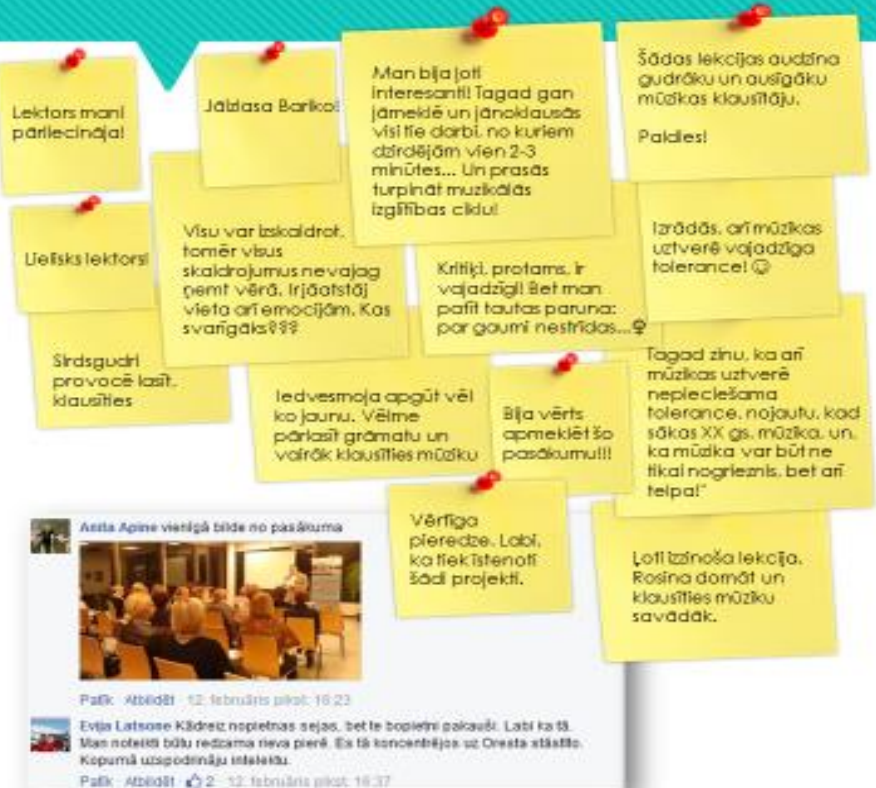 Lektors mani
pārliecināja!
Jāizlasa Bariko!
Man bija ļoti
interesanti! Tagad gan
jāmeklē un jānoklausās
visi tie darbi, no kuriem
dzirdējām vien 2-3
minūtes... Un prasās
turpināt muzikālās
izglītības ciklu!
Šādas lekcijas audzina
gudrāku un ausīgāku
mūzikas klausītāju.
Paldies!
Lielisks lektors!
Visu var izskaidrot,
tomēr visus
skaidrojumus nevajag
ņemt vērā. Ir jāatstāj
vieta arī emocijām. Kas
svarīgāks???
Kritiķi, protams, ir
vajadzīgi! Bet man
patīt tautas paruna:
par gaumi nestrīdas...
Izrādās, arī mūzikas
uztverē vajadzīga
tolerance! ☺
Sirdsgudri
provocē lasīt,
klausīties
Iedvesmoja apgūt vēl
ko jaunu. Vēlme
pārlasīt grāmatu un
vairāk klausīties mūziku
Bija vērts
apmeklēt šo
pasākumu!!!
Tagad zinu, ka arī
mūzikas uztverē
nepieciešama
tolerance, nojautu, kad
sākas XX gs. mūzika, un,
ka mūzika var būt ne
tikai nogrieznis, bet arī
telpa!"
Vērtīga
pieredze. Labi,
ka tiek īstenoti
šādi projekti.
Ļoti izzinoša lekcija.
Rosina domāt un
klausīties mūziku
savādāk.
Anita Apine vienīgā bilde no pasākuma
Patīk · Atbildēt · 12. februāris plkst. 16:23
Evija Latsone Kādreiz nopietnas sejas, bet te bopietni pakauši. Labi ka tā.
Man noteikti būtu redzama rieva pierē. Es tā koncentrējos uz Oresta stāstīto.
Kopumā uzspodrināju intelektu.
Patīk · Atbildēt · 2 · 12. februāris plkst. 16:37